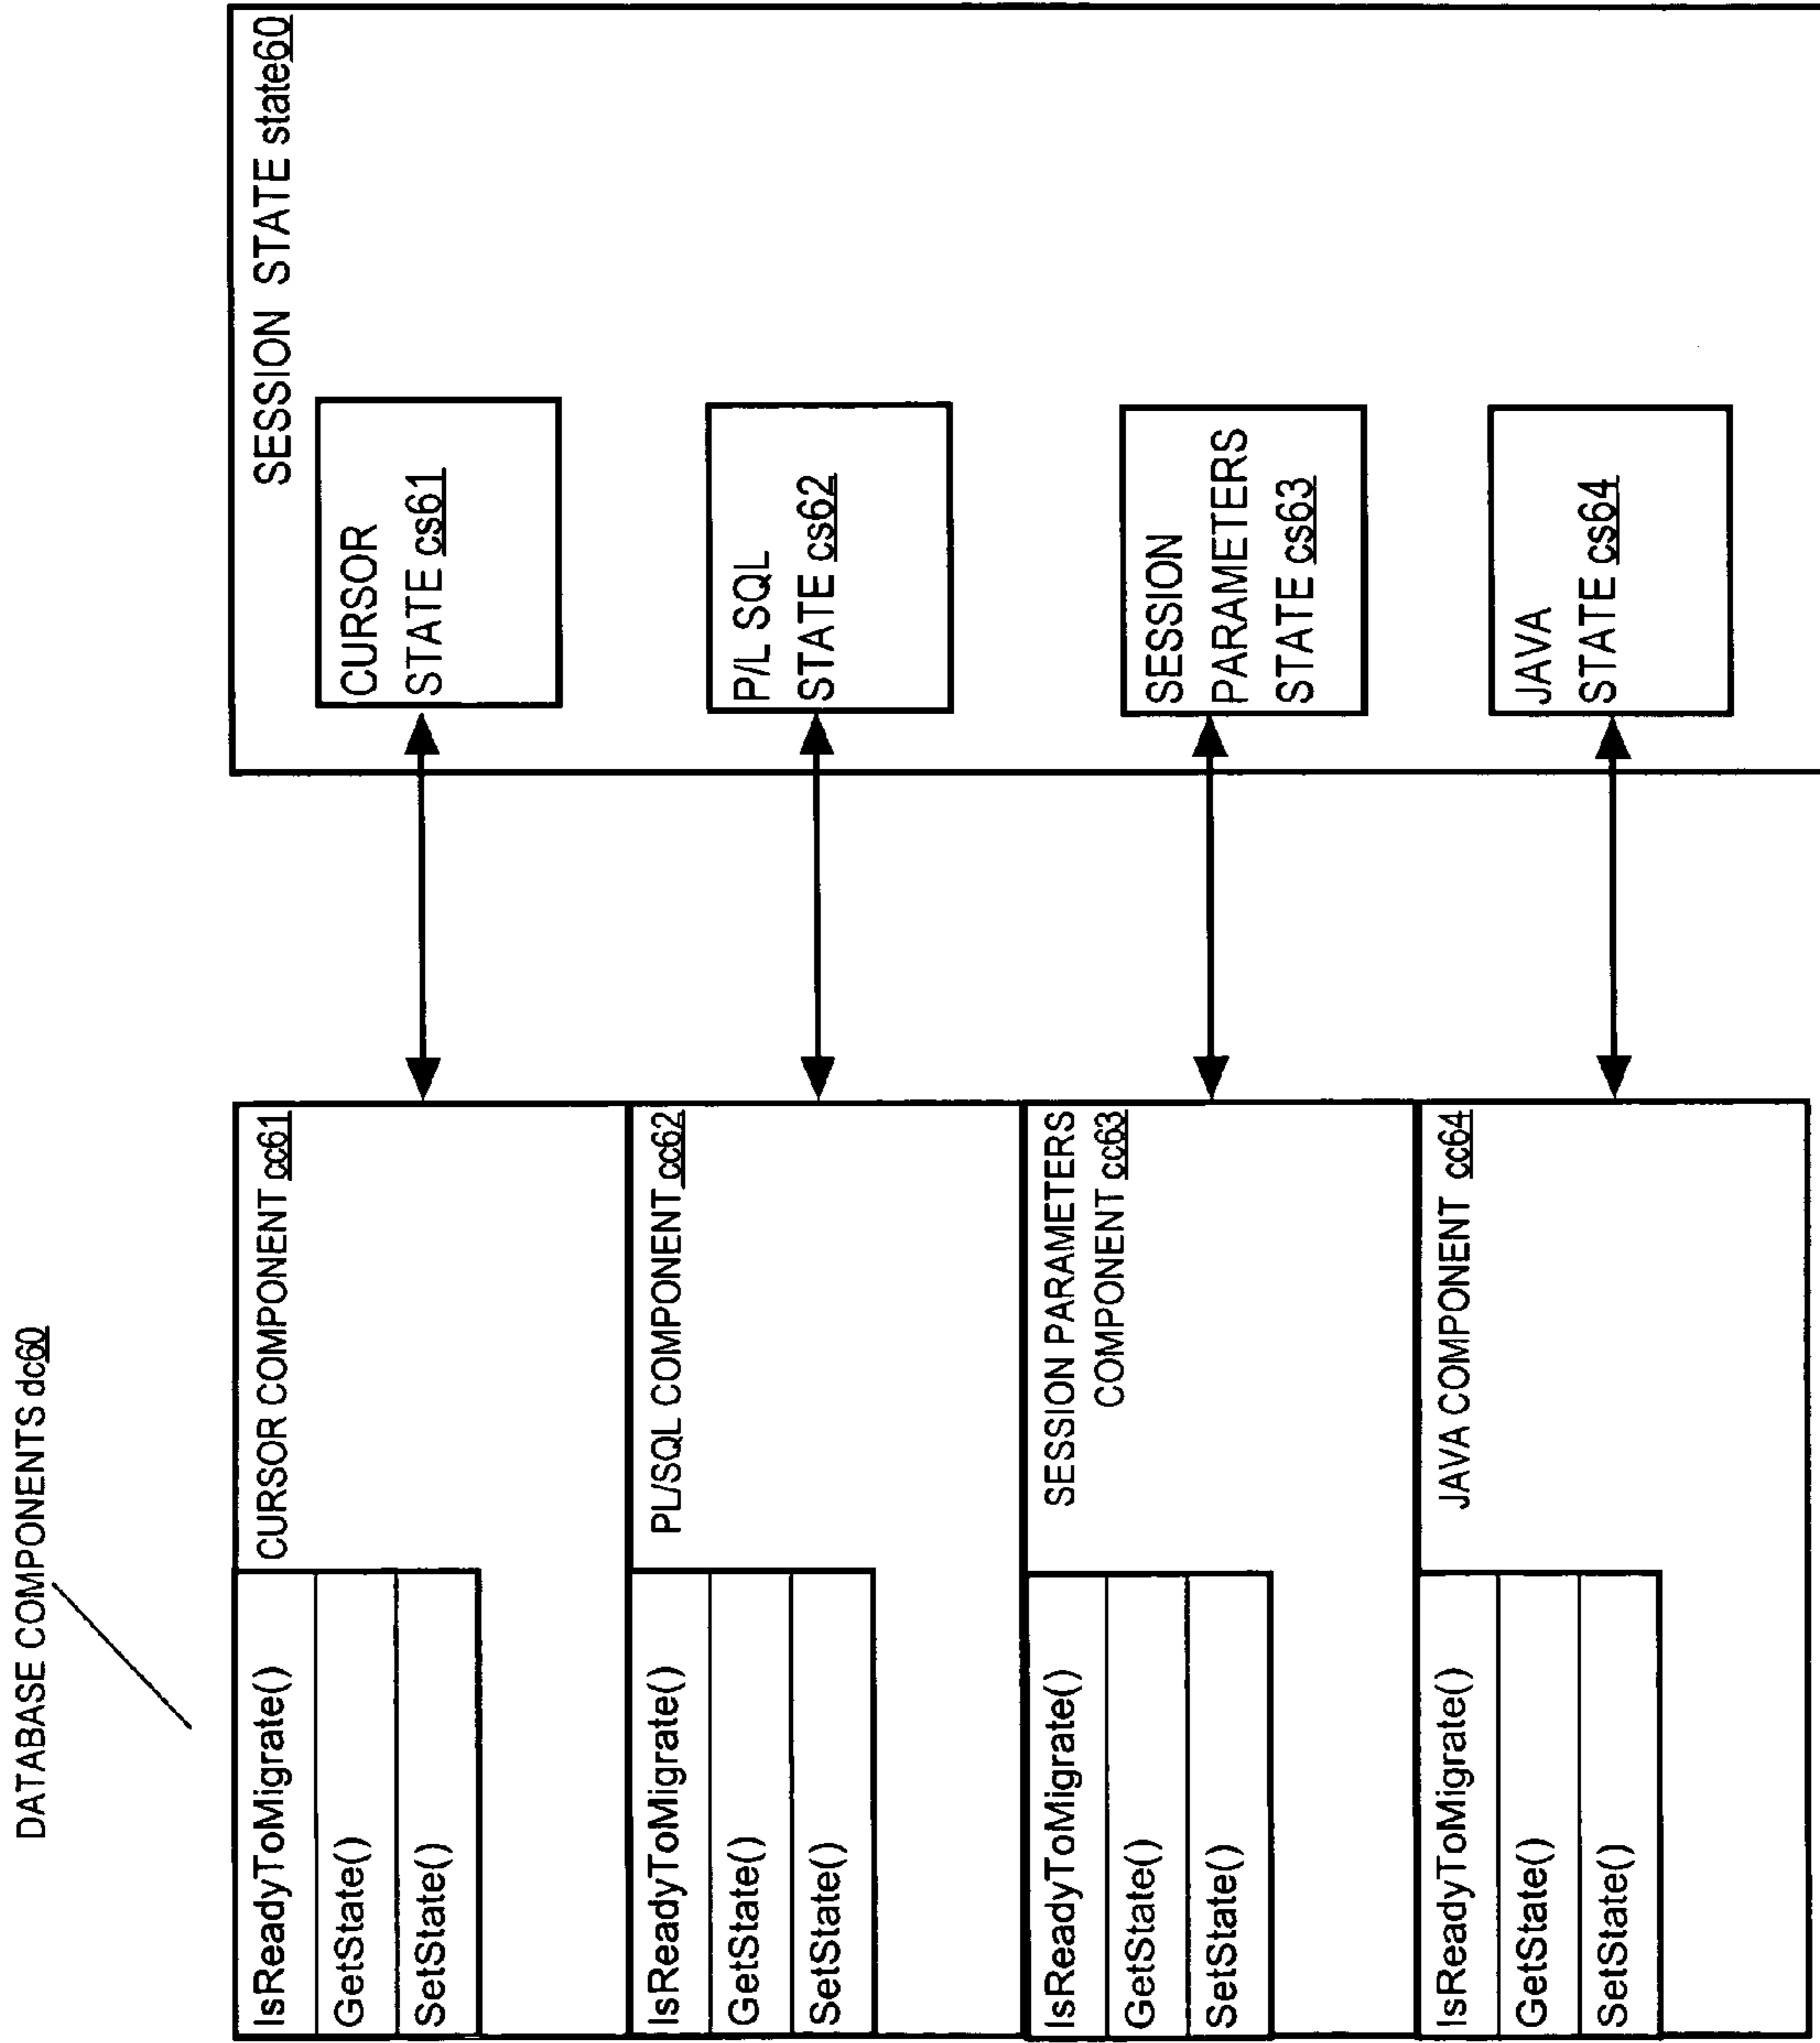 DATABASE COMPONENTS dc60
IsReadyToMigrate()
GetState()
SetState()
CURSOR COMPONENT cc61
IsReadyToMigrate()
GetState()
SetState()
PL/SQL COMPONENT cc62
IsReadyToMigrate()
GetState()
SetState()
SESSION PARAMETERS
COMPONENT cc63
IsReadyToMigrate()
GetState()
SetState()
JAVA COMPONENT cc64
SESSION STATE state60
CURSOR
STATE cs61
P/L SQL
STATE cs62
SESSION
PARAMETERS
STATE cs63
JAVA
STATE cs64